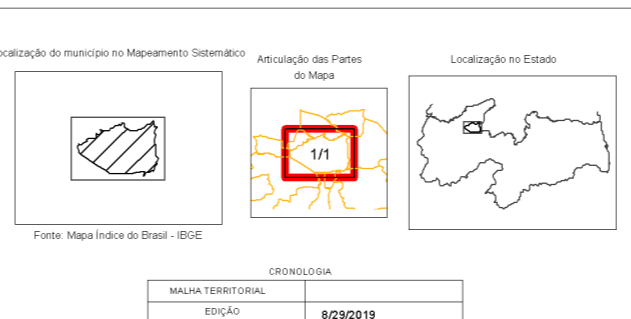 ocalização do município no Mapeamento Sistemático
Articulação das Partes
do Mapa
Localização no Estado
1/1
Fonte: Mapa Índice do Brasil - IBGE
CRONOLOGIA
MALHA TERRITORIAL
EDIÇÃO
8/29/2019